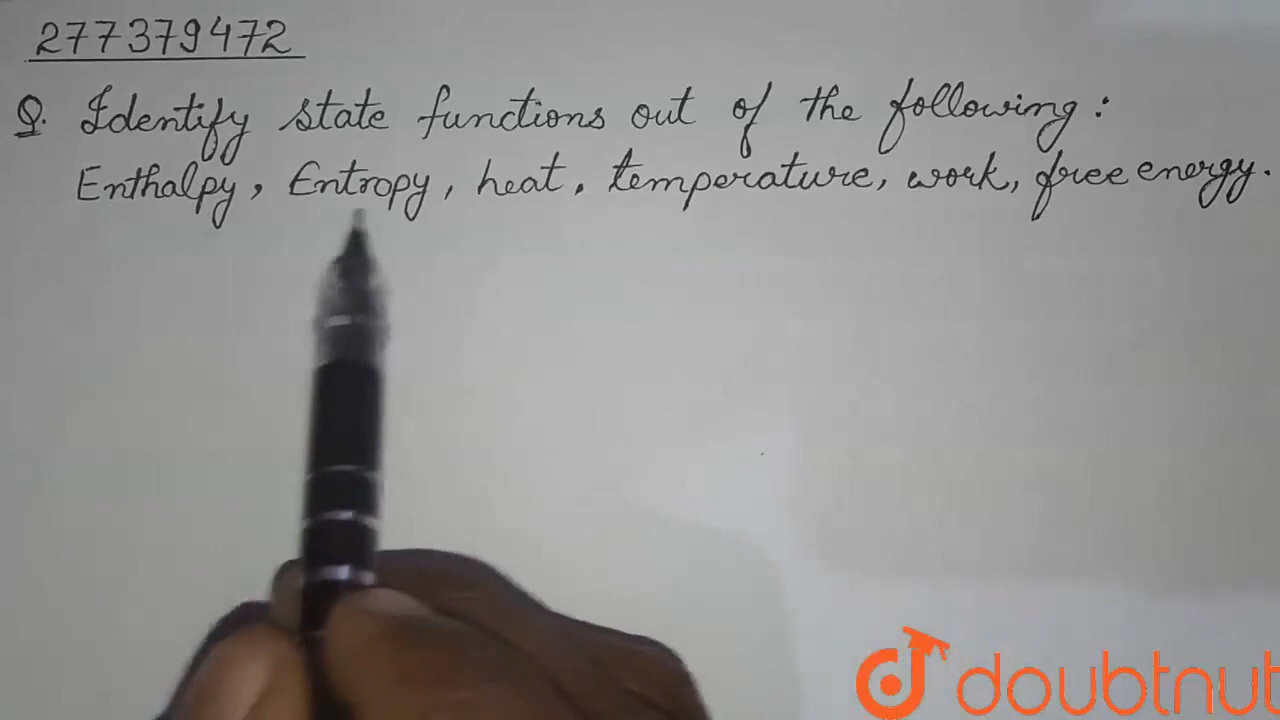 277379472
Q. Identify state functions out of the following :
Enthalpy, Entropy, heat, temperature, work, free energy.
doubtnut